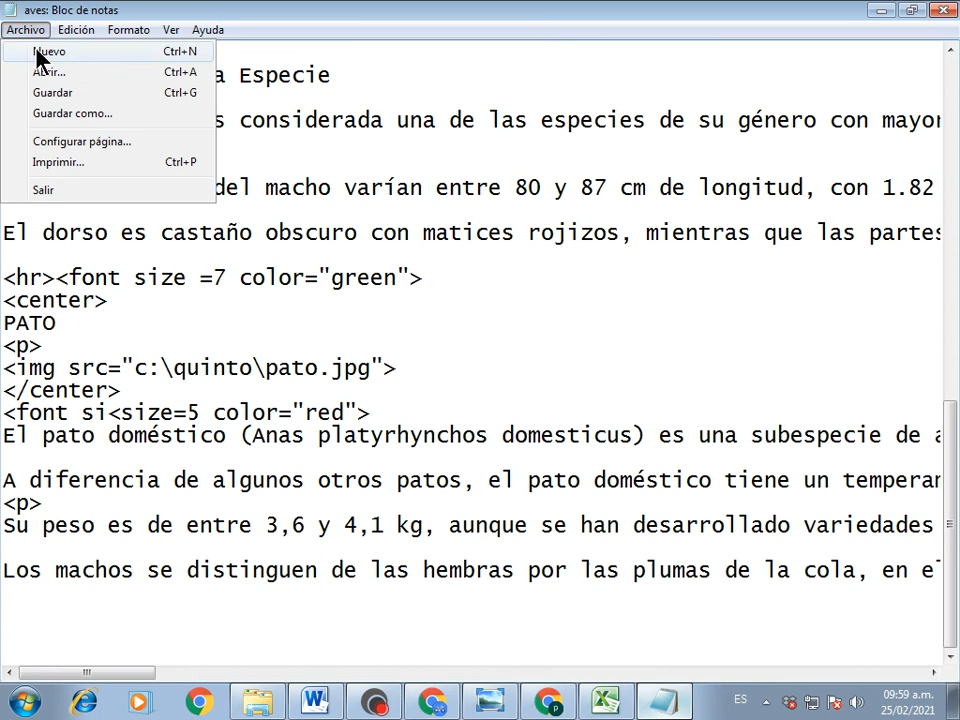 aves: Bloc de notas
Archivo Edición Formato Ver Ayuda
Nuevo Ctrl+N
Abrir... Ctrl+A
Guardar Ctrl+G
Guardar como...
Configurar página...
Imprimir... Ctrl+P
Salir
a Especie
s considerada una de las especies de su género con mayor
del macho varían entre 80 y 87 cm de longitud, con 1.82
El dorso es castaño obscuro con matices rojizos, mientras que las partes
<hr><font size =7 color="green">
<center>
PATO
<p>
<img src="c:\quinto\pato.jpg">
</center>
<font si<size=5 color="red">
El pato doméstico (Anas platyrhynchos domesticus) es una subespecie de a
A diferencia de algunos otros patos, el pato doméstico tiene un temperam
<p>
Su peso es de entre 3,6 y 4,1 kg, aunque se han desarrollado variedades
Los machos se distinguen de las hembras por las plumas de la cola, en el
ES
09:59 a.m.
25/02/2021